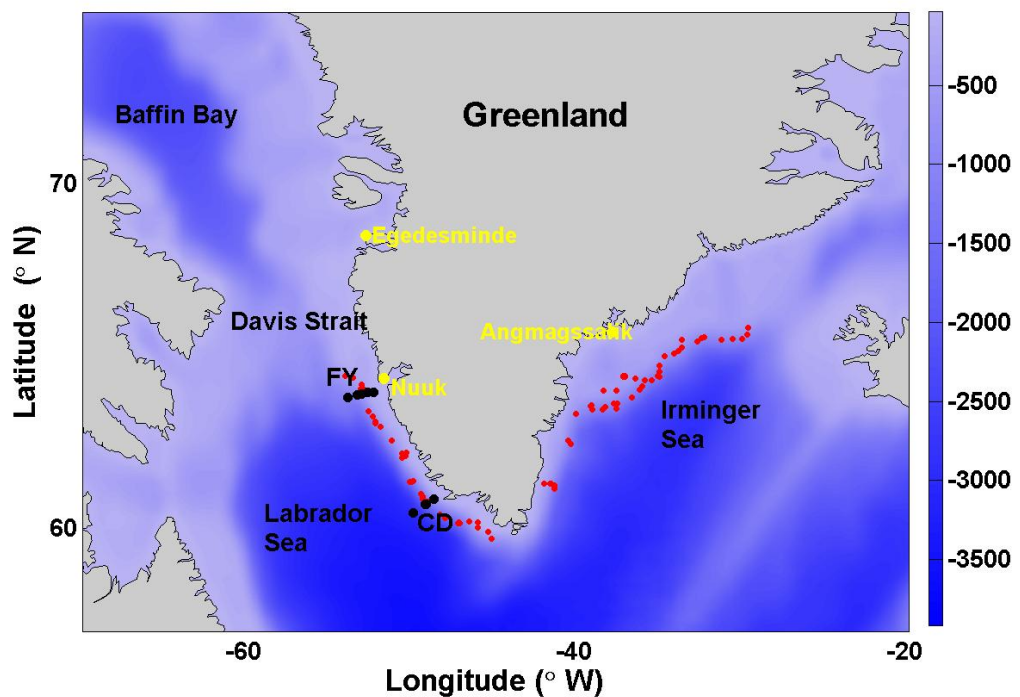 Baffin Bay
Greenland
Egedesminde
Davis Strait
Angmagssalik
FY
Nuuk
Irminger
Sea
Labrador
Sea
CD
70
60
Latitude (° N)
-60
-40
-20
Longitude (° W)
-500
-1000
-1500
-2000
-2500
-3000
-3500